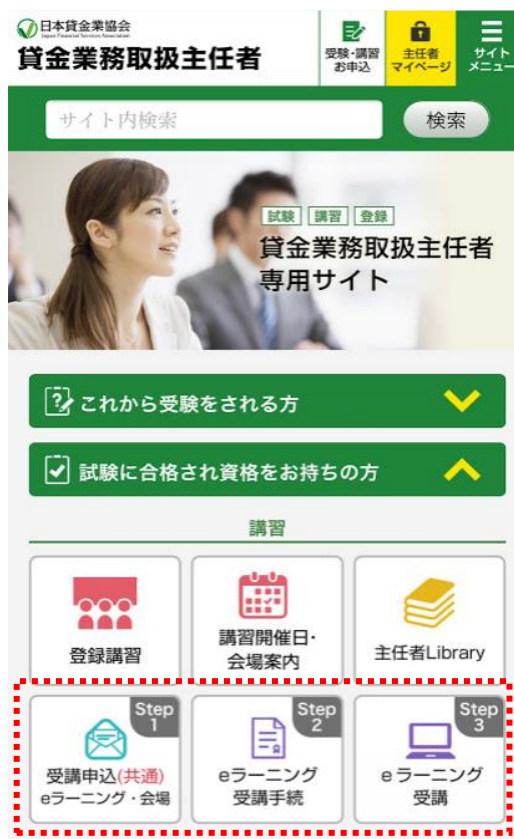 日本貸金業協会
Japan Financial Services Association
貸金業務取扱主任者
受験・講習
お申込
主任者
マイページ
サイト
メニュー
サイト内検索
検索
試験 講習 登録
貸金業務取扱主任者
専用サイト
これから受験をされる方
試験に合格され資格をお持ちの方
講習
登録講習
講習開催日・
会場案内
主任者Library
Step
1
受講申込(共通)
eラーニング・会場
Step
2
eラーニング
受講手続
Step
3
eラーニング
受講